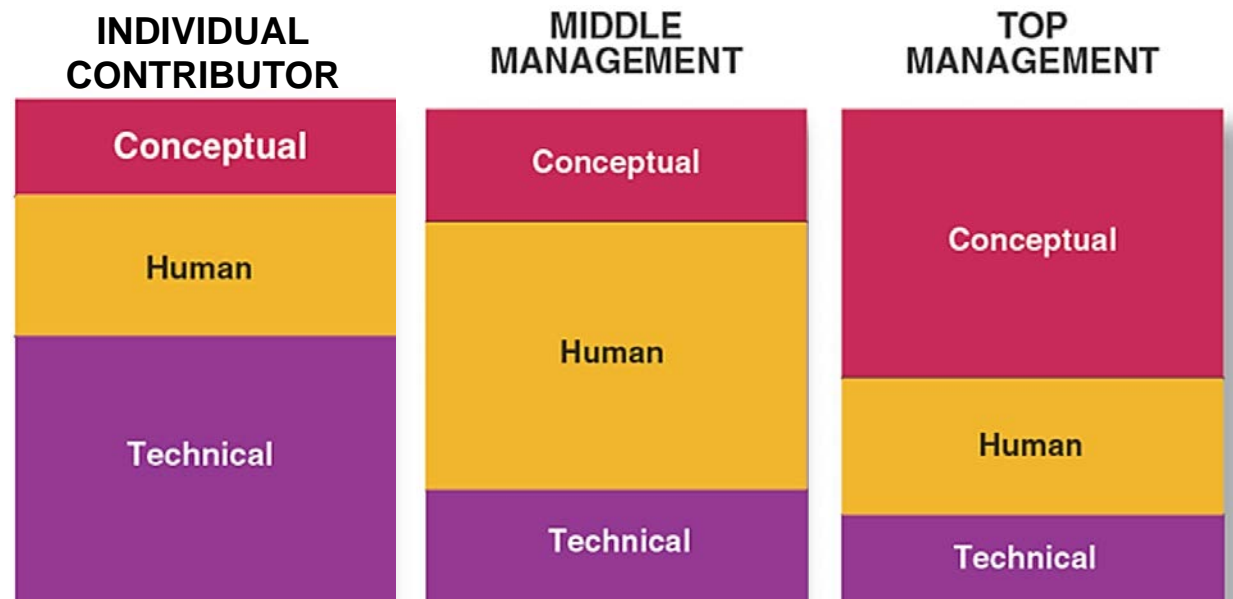 INDIVIDUAL
CONTRIBUTOR
Conceptual
Human
Technical
MIDDLE
MANAGEMENT
Conceptual
Human
Technical
TOP
MANAGEMENT
Conceptual
Human
Technical